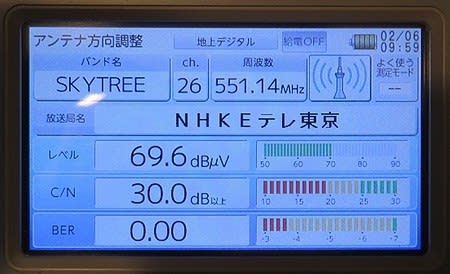 アンテナ方向調整 地上デジタル 給電OFF 02/06 09:59
バンド名 ch. 周波数 よく使う
測定モード
SKYTREE 26 551.14MHz --
放送局名 NHKEテレ東京
レベル 69.6dBμV
50 60 70 80 90
C/N 30.0dB以上
10 15 20 25 30
BER 0.00
-3 -4 -5 -6 -7